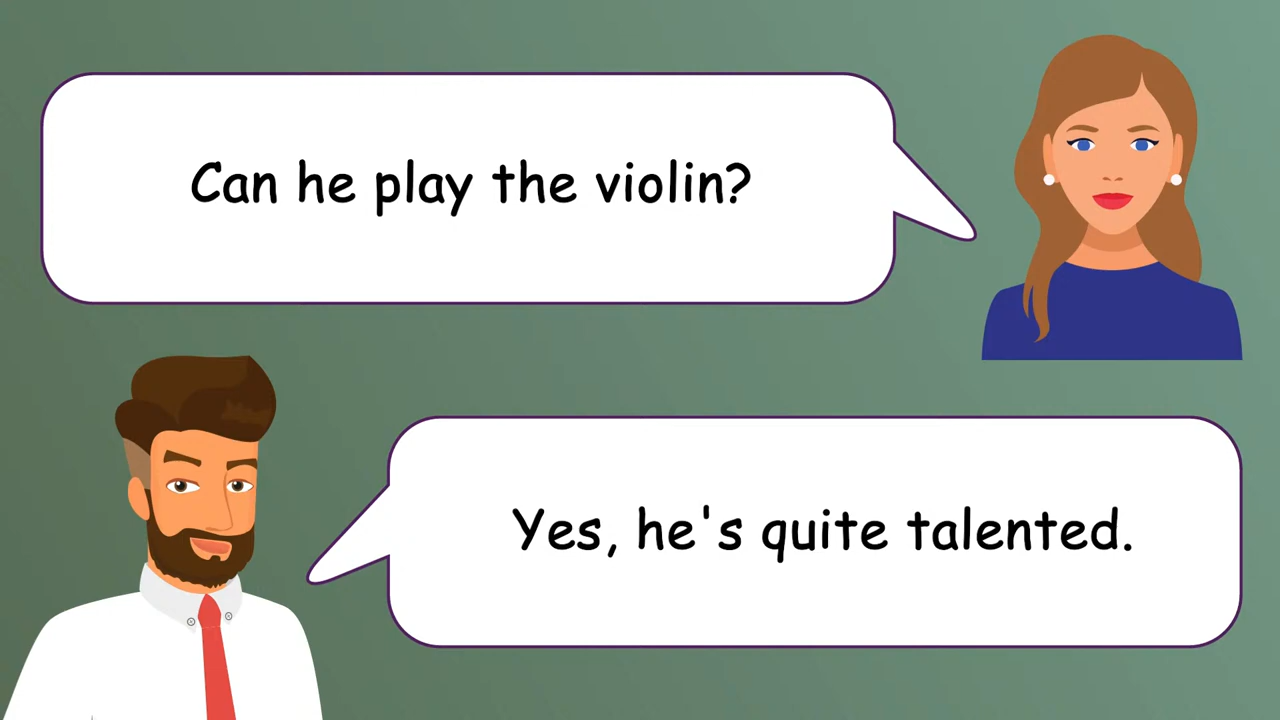 Can he play the violin?
Yes, he's quite talented.